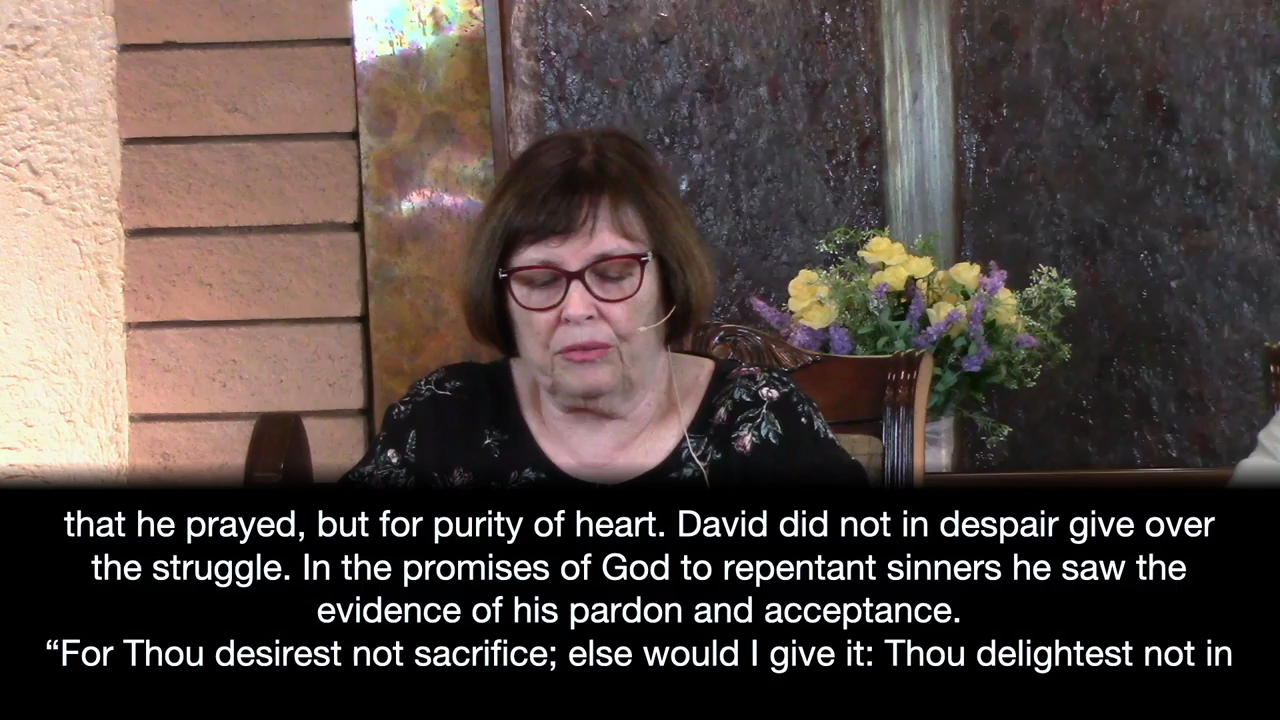 that he prayed, but for purity of heart. David did not in despair give over
the struggle. In the promises of God to repentant sinners he saw the
evidence of his pardon and acceptance.
“For Thou desirest not sacrifice; else would I give it: Thou delightest not in